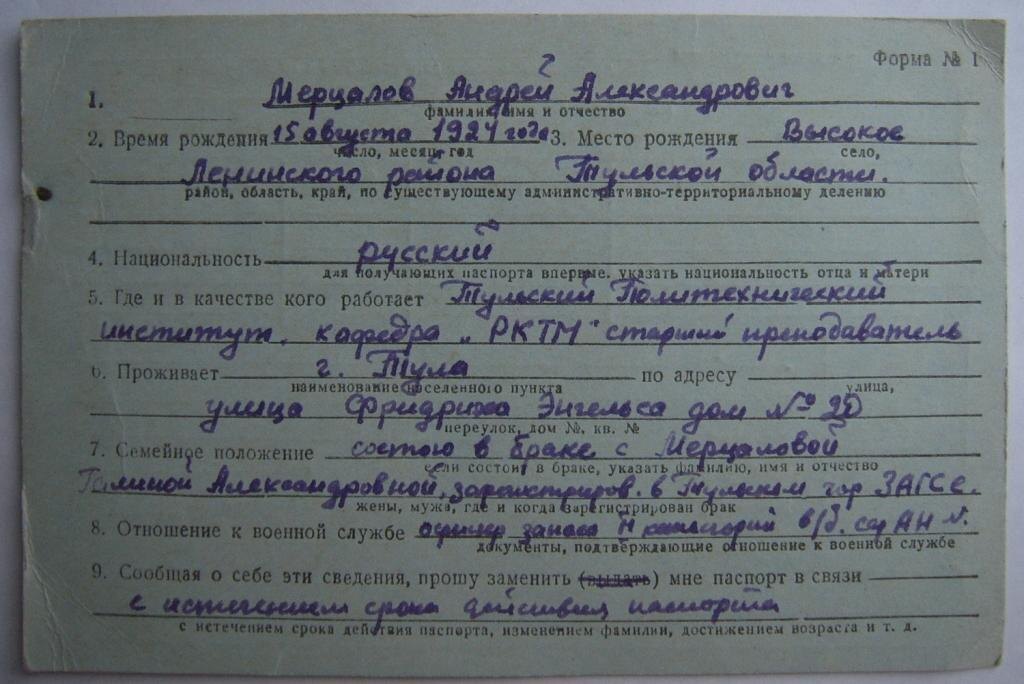 Форма № 1
1. Мерцалов Андрей Александрович
фамилия, имя и отчество
2. Время рождения 15 августа 1924 года 3. Место рождения Высокое
число, месяц, год село,
Ленинского района Тульской области.
район, область, край, по существующему административно-территориальному делению
4. Национальность русский
для получающих паспорта впервые, указать национальность отца и матери
5. Где и в качестве кого работает Тульский Политехнический
институт, кафедра „РКТМ" старший преподаватель
6. Проживает г. Тула по адресу
наименование населенного пункта улица,
улица Фридриха Энгельса дом № 20
переулок, дом №, кв. №
7. Семейное положение состою в браке с Мерцаловой
если состоит в браке, указать фамилию, имя и отчество
Галиной Александровной, зарегистриров. в Тульском гор ЗАГСе.
жены, мужа, где и когда зарегистрирован брак
8. Отношение к военной службе офицер запаса в/б. сер АН №.
документы, подтверждающие отношение к военной службе
9. Сообщая о себе эти сведения, прошу заменить (выдать) мне паспорт в связи
с истечением срока действия паспорта
с истечением срока действия паспорта, изменением фамилии, достижением возраста и т. д.